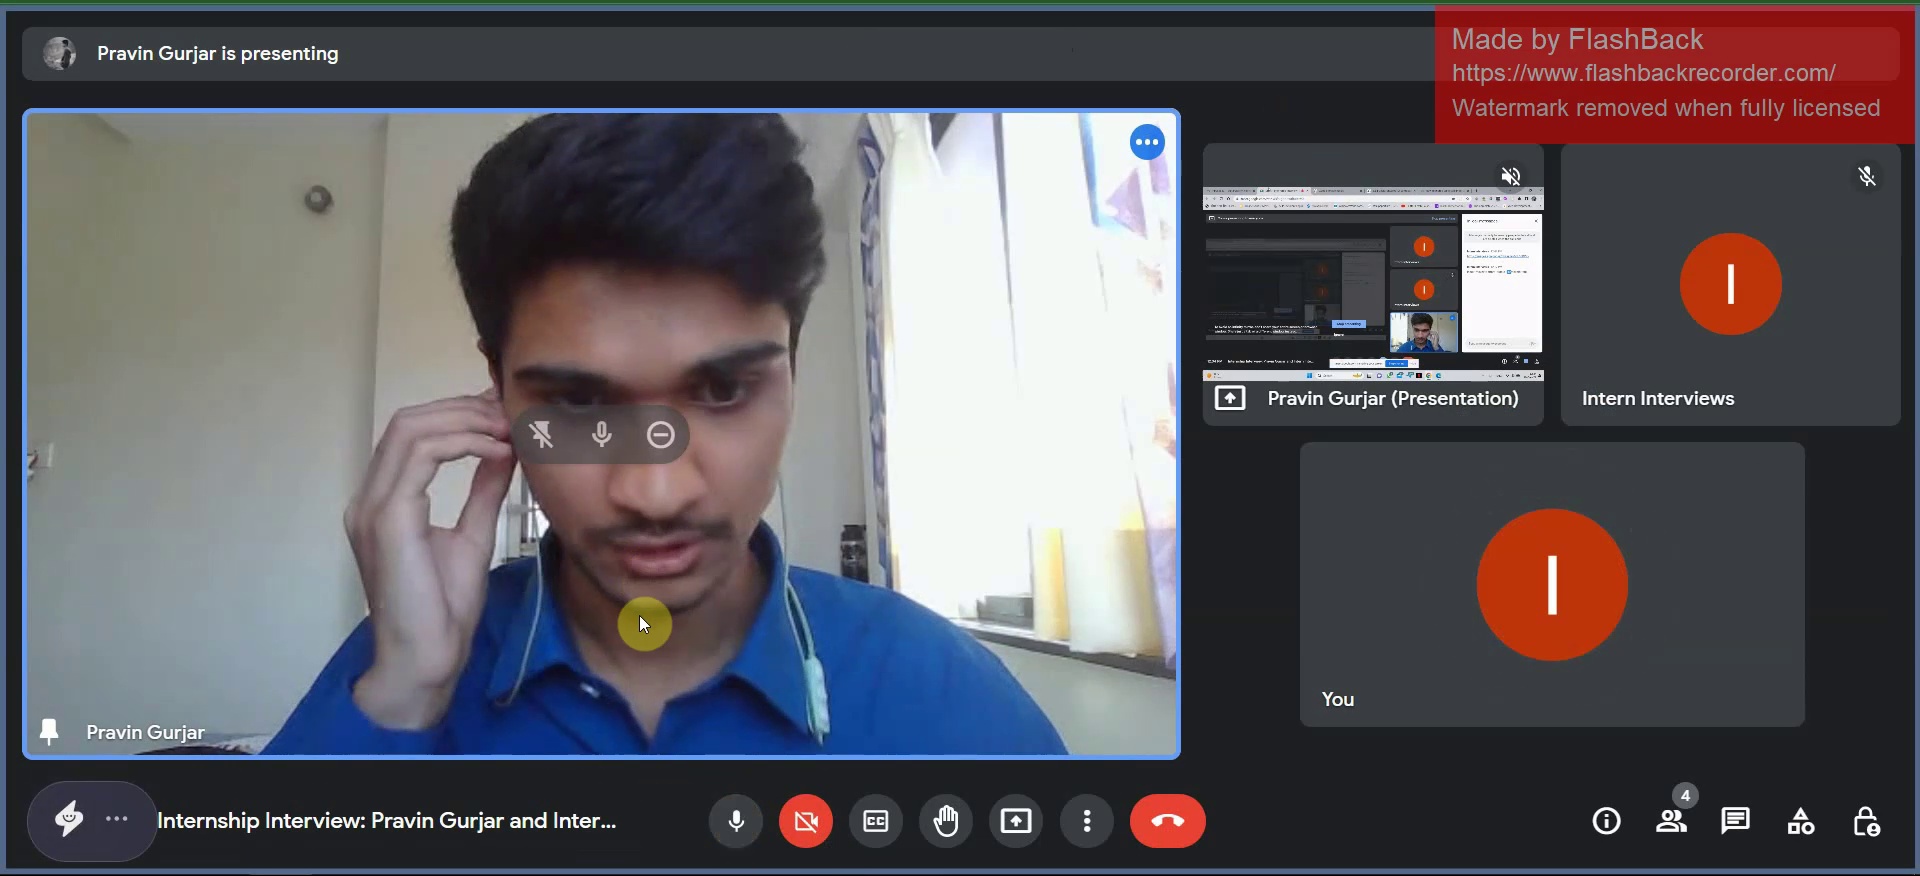 Pravin Gurjar is presenting
Made by FlashBack
https://www.flashbackrecorder.com/
Watermark removed when fully licensed
Pravin Gurjar (Presentation)
Intern Interviews
You
Pravin Gurjar
Internship Interview: Pravin Gurjar and Inter...
CC
4